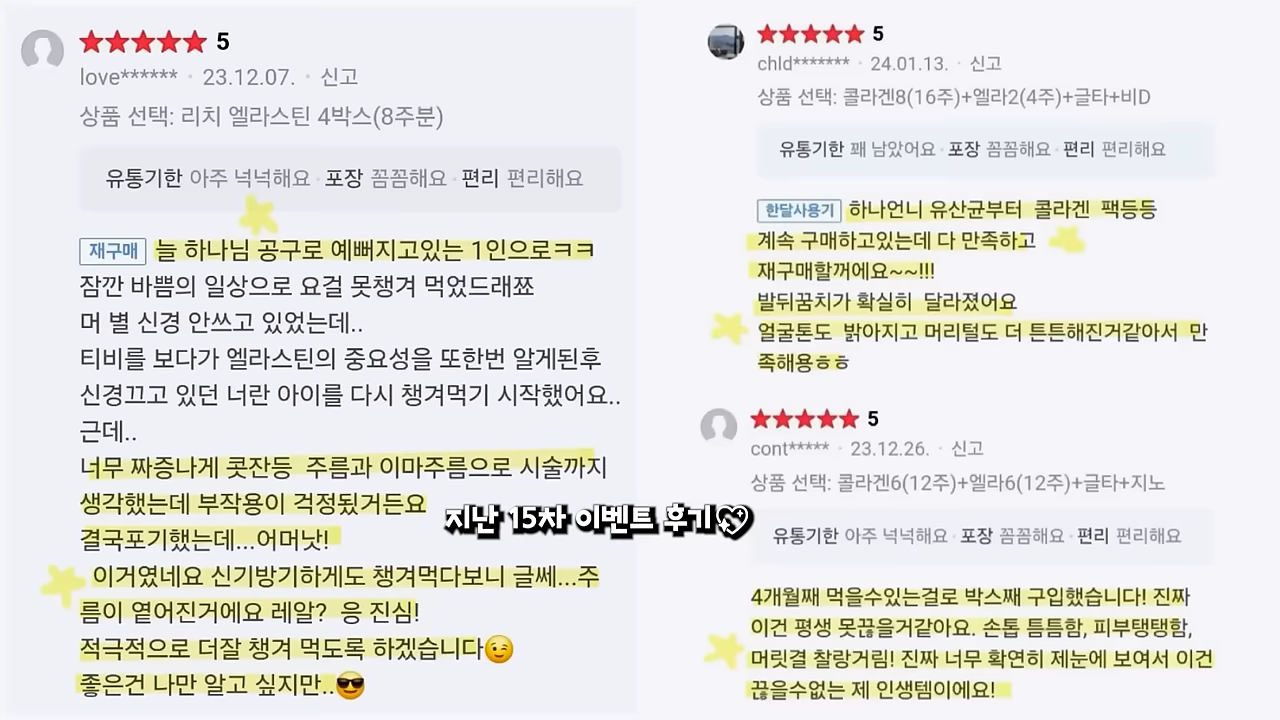 5
love****** · 23.12.07. · 신고
상품 선택: 리치 엘라스틴 4박스(8주분)
유통기한 아주 넉넉해요 · 포장 꼼꼼해요 · 편리 편리해요
재구매 늘 하나님 공구로 예뻐지고있는 1인으로ㅋㅋ
잠깐 바쁨의 일상으로 요걸 못챙겨 먹었드래쬬
머 별 신경 안쓰고 있었는데..
티비를 보다가 엘라스틴의 중요성을 또한번 알게된후
신경끄고 있던 너란 아이를 다시 챙겨먹기 시작했어요..
근데..
너무 짜증나게 콧잔등 주름과 이마주름으로 시술까지
생각했는데 부작용이 걱정됬거든요
결국포기했는데...어머낫!
이거였네요 신기방기하게도 챙겨먹다보니 글쎄...주
름이 옅어진거에요 레알? 응 진심!
적극적으로 더잘 챙겨 먹도록 하겠습니다😉
좋은건 나만 알고 싶지만..😎
5
chld******* · 24.01.13. · 신고
상품 선택: 콜라겐8(16주)+엘라2(4주)+글타+비D
유통기한 꽤 남았어요 · 포장 꼼꼼해요 · 편리 편리해요
한달사용기 하나언니 유산균부터 콜라겐 팩등등
계속 구매하고있는데 다 만족하고
재구매할꺼에요~~!!!
발뒤꿈치가 확실히 달라졌어요
얼굴톤도 밝아지고 머리털도 더 튼튼해진거같아서 만
족해용ㅎㅎ
5
cont***** · 23.12.26. · 신고
상품 선택: 콜라겐6(12주)+엘라6(12주)+글타+지노
유통기한 아주 넉넉해요 · 포장 꼼꼼해요 · 편리 편리해요
4개월째 먹을수있는걸로 박스째 구입했습니다! 진짜
이건 평생 못끊을거같아요. 손톱 틈틈함, 피부탱탱함,
머릿결 찰랑거림! 진짜 너무 확연히 제눈에 보여서 이건
끊을수없는 제 인생템이에요!
지난 15차 이벤트 후기